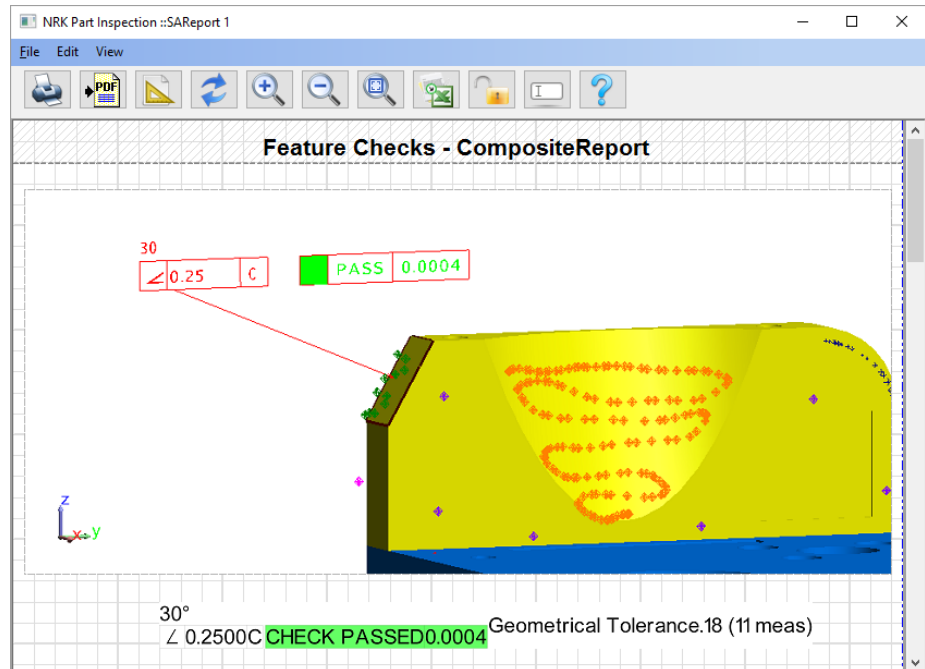 NRK Part Inspection ::SAReport 1
File Edit View
PDF
Feature Checks - CompositeReport
30
∠ 0.25 C PASS 0.0004
z
x y
30°
∠ 0.2500C CHECK PASSED0.0004 Geometrical Tolerance.18 (11 meas)